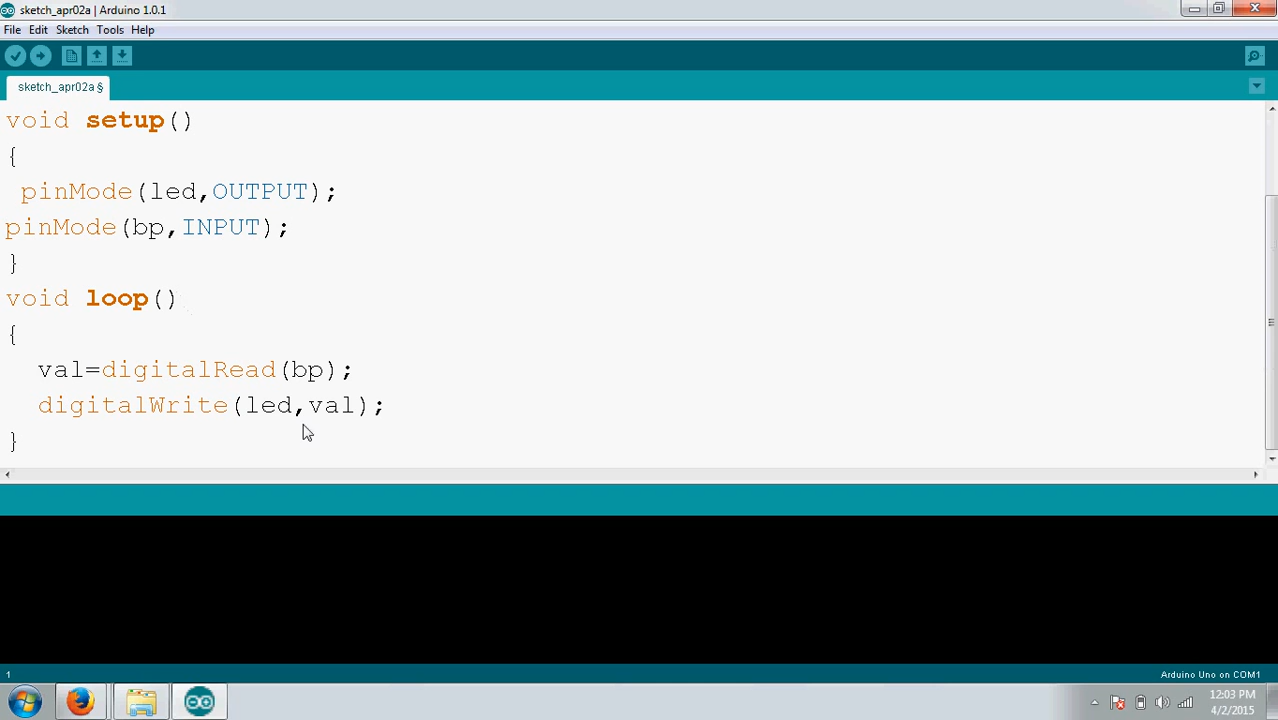 sketch_apr02a | Arduino 1.0.1
File Edit Sketch Tools Help
sketch_apr02a §
void setup()
{
pinMode(led,OUTPUT);
pinMode(bp,INPUT);
}
void loop()
{
val=digitalRead(bp);
digitalWrite(led,val);
}
1
Arduino Uno on COM1
12:03 PM
4/2/2015